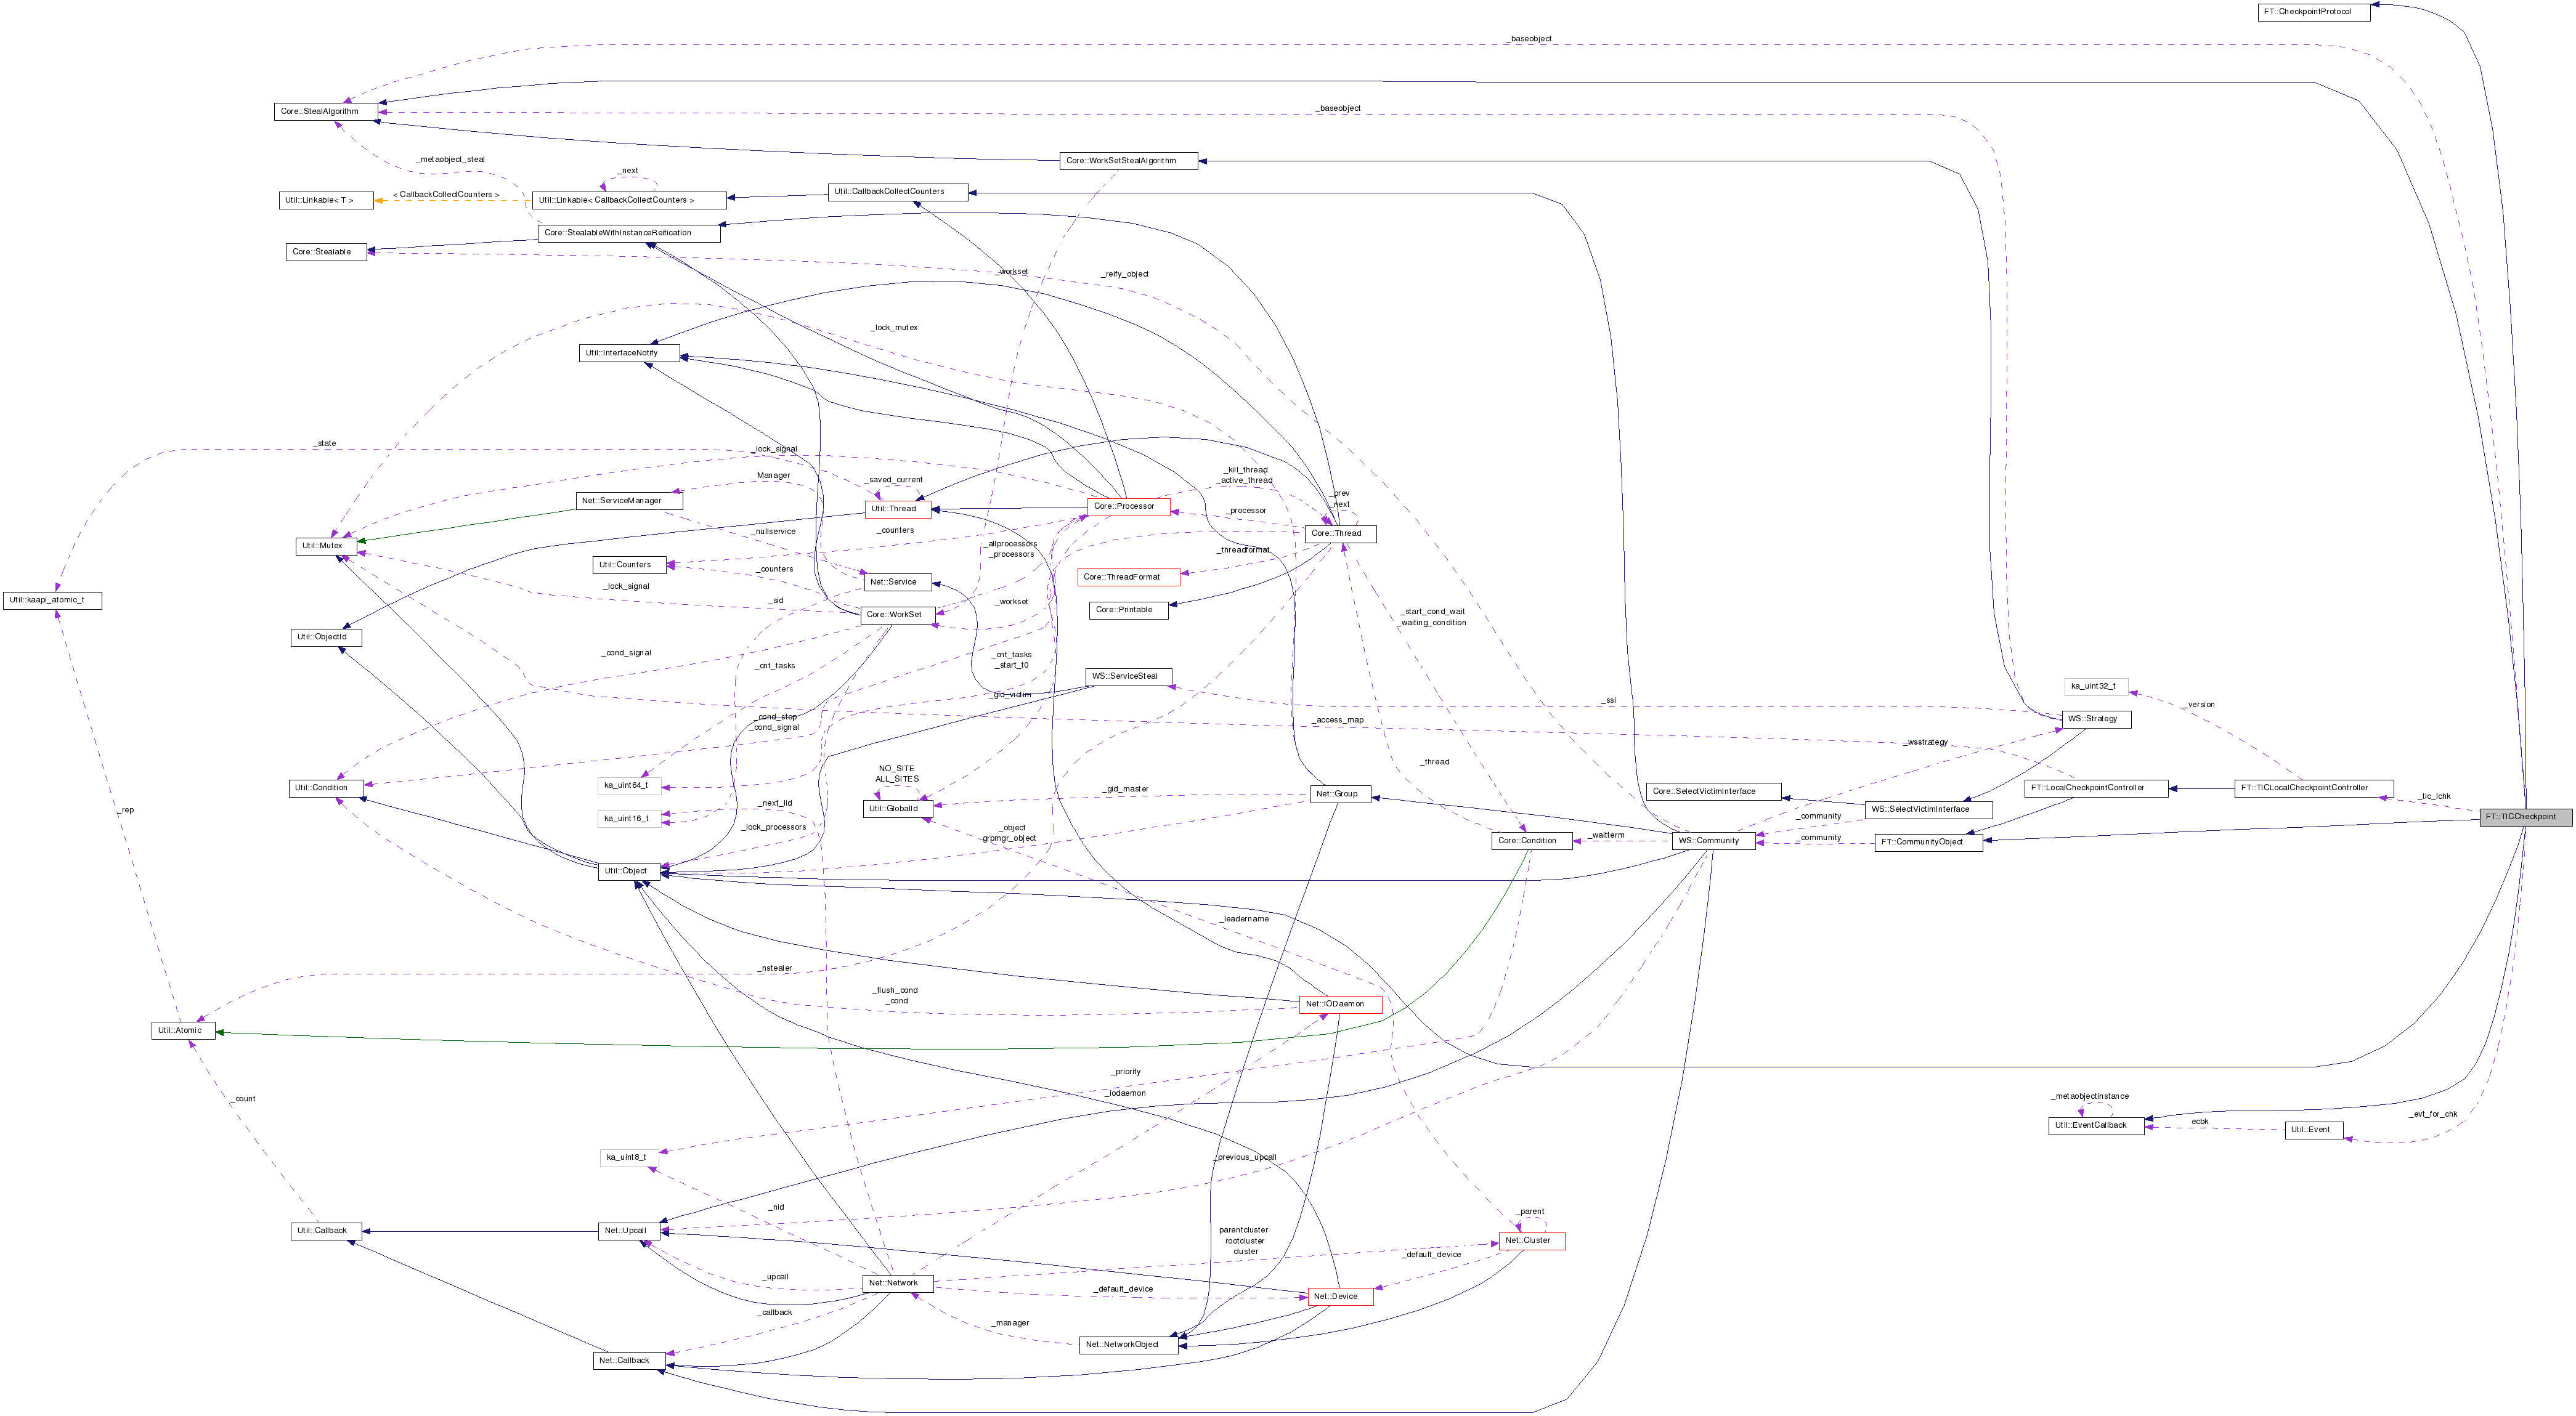 FT::CheckpointProtocol
_baseobject
Core::StealAlgorithm
_baseobject
_metaobject_steal
Core::WorkSetStealAlgorithm
_next
Util::Linkable< T >
< CallbackCollectCounters >
Util::Linkable< CallbackCollectCounters >
Util::CallbackCollectCounters
Core::StealableWithInstanceReification
Core::Stealable
_workset
_reify_object
_lock_mutex
Util::InterfaceNotify
_state
_lock_signal
Manager
_saved_current
_kill_thread
_active_thread
_prev
_next
Net::ServiceManager
Util::Thread
Core::Processor
_processor
Core::Thread
_nullservice
_counters
Util::Mutex
_allprocessors
_processors
_threadformat
Util::Counters
_counters
Core::ThreadFormat
Net::Service
_lock_signal
_sid
Util::kaapi_atomic_t
Core::WorkSet
_workset
Core::Printable
_start_cond_wait
_waiting_condition
Util::ObjectId
_cond_signal
_cnt_tasks
_cnt_tasks
_start_t0
WS::ServiceSteal
ka_uint32_t
_gid_victim
_ssi
_version
_cond_stop
_cond_signal
_access_map
WS::Strategy
_wsstrategy
_thread
NO_SITE
ALL_SITES
Util::Condition
ka_uint64_t
_gid_master
Net::Group
Core::SelectVictimInterface
FT::LocalCheckpointController
FT::TICLocalCheckpointController
_next_lid
Util::GlobalId
WS::SelectVictimInterface
_tic_lchk
_rep
ka_uint16_t
_community
FT::TICCheckpoint
_lock_processors
_object
grpmgr_object
Core::Condition
_waitterm
WS::Community
_community
FT::CommunityObject
Util::Object
_leadername
_nstealer
_flush_cond
_cond
Net::IODaemon
Util::Atomic
_count
_priority
_iodaemon
_metaobjectinstance
_evt_for_chk
Util::EventCallback
ecbk
Util::Event
ka_uint8_t
_previous_upcall
_nid
_parent
Util::Callback
Net::Upcall
parentcluster
rootcluster
cluster
Net::Cluster
_default_device
_upcall
Net::Network
_default_device
Net::Device
_callback
_manager
Net::NetworkObject
Net::Callback